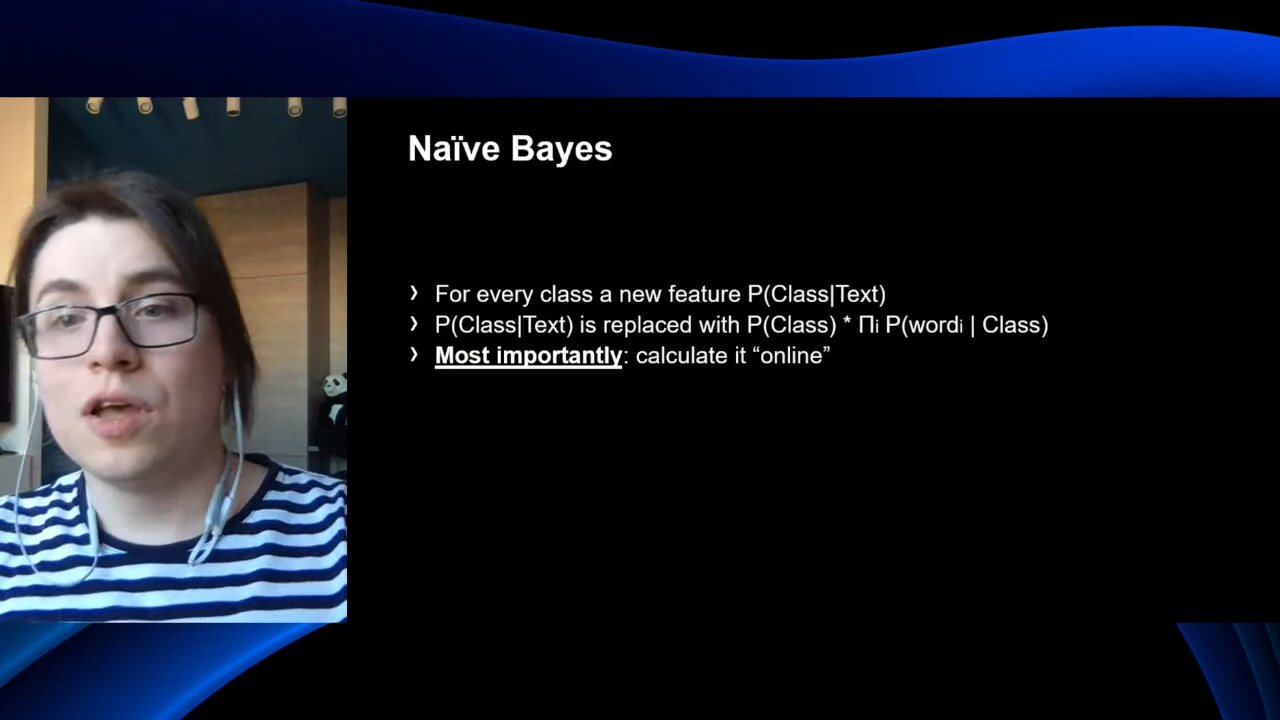 Naïve Bayes
› For every class a new feature P(Class|Text)
› P(Class|Text) is replaced with P(Class) * Πi P(wordi | Class)
› Most importantly: calculate it “online”